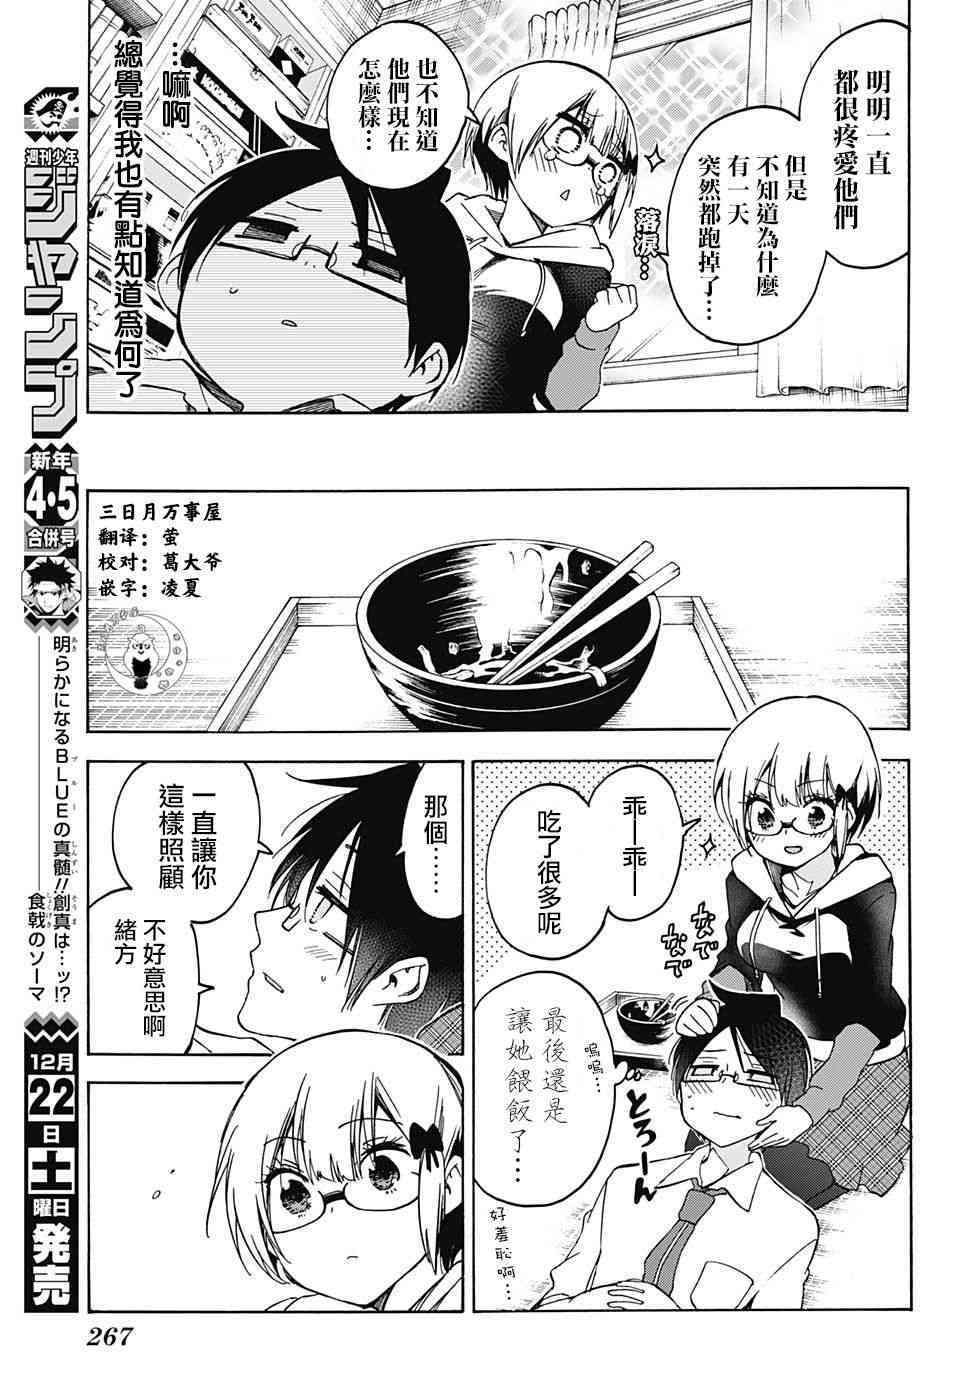 明明一直
都很疼愛他們
但是
不知道為什麼
有一天
突然都跑掉了…
落淚…
也不知道
他們現在
怎麼樣…
…嘛啊
總覺得我也有點知道爲何了
三日月万事屋
翻译：萤
校对：葛大爷
嵌字：凌夏
乖——乖——
吃了很多呢
なでなで
最後還是
讓她餵飯了…
嗚嗚…
とろーん
好羞恥啊…
那個……
一直讓你
這樣照顧
不好意思啊
緒方
週刊少年
ジャンプ
新年
4・5
合併号
明らかになるBLUEの真髄!!創真は…ッ!?
食戟のソーマ
12月
22
日
土
曜日
発売
267